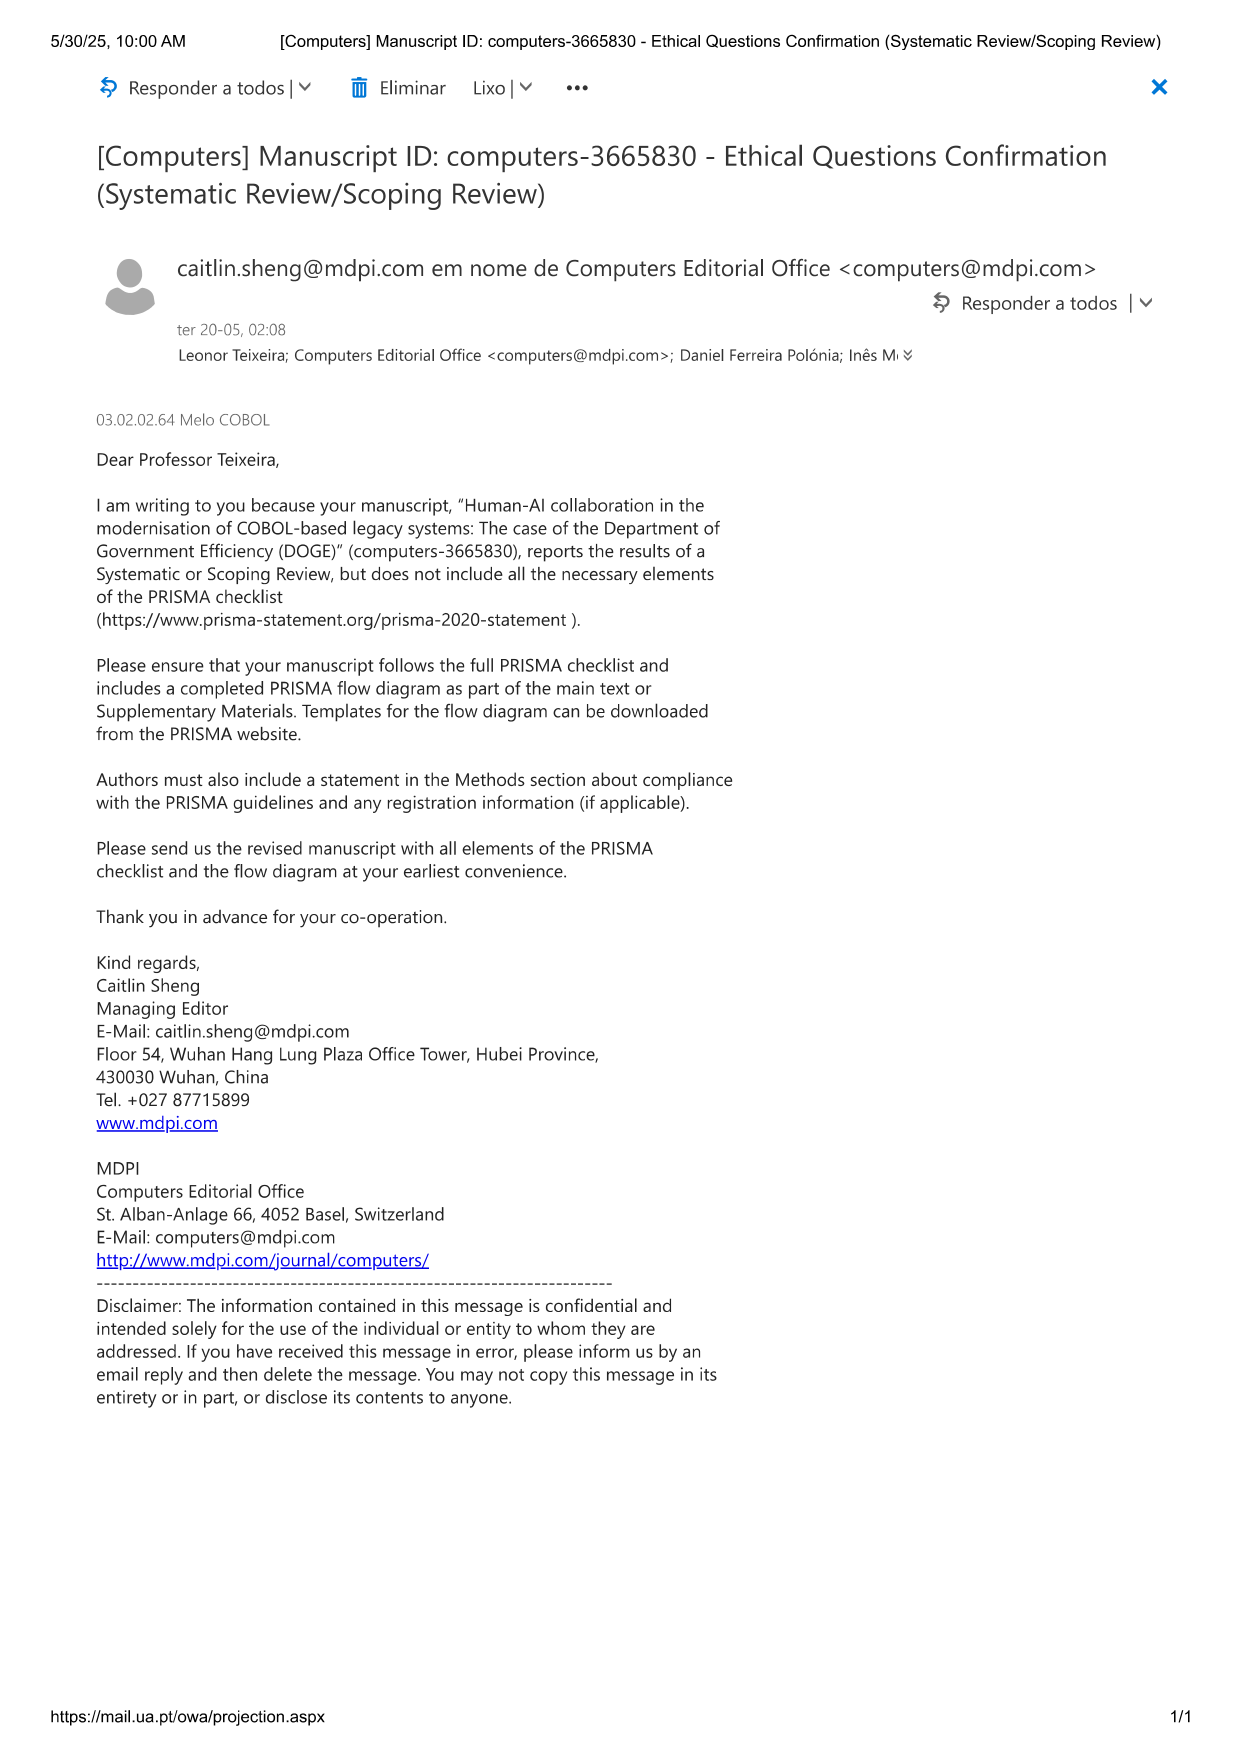 5/30/25, 10:00 AM [Computers] Manuscript ID: computers-3665830 - Ethical Questions Confirmation (Systematic Review/Scoping Review)
Responder a todos | Eliminar Lixo | •••
[Computers] Manuscript ID: computers-3665830 - Ethical Questions Confirmation
(Systematic Review/Scoping Review)
caitlin.sheng@mdpi.com em nome de Computers Editorial Office <computers@mdpi.com>
Responder a todos |
ter 20-05, 02:08
Leonor Teixeira; Computers Editorial Office <computers@mdpi.com>; Daniel Ferreira Polónia; Inês
03.02.02.64 Melo COBOL
Dear Professor Teixeira,
I am writing to you because your manuscript, “Human-AI collaboration in the
modernisation of COBOL-based legacy systems: The case of the Department of
Government Efficiency (DOGE)” (computers-3665830), reports the results of a
Systematic or Scoping Review, but does not include all the necessary elements
of the PRISMA checklist
(https://www.prisma-statement.org/prisma-2020-statement ).
Please ensure that your manuscript follows the full PRISMA checklist and
includes a completed PRISMA flow diagram as part of the main text or
Supplementary Materials. Templates for the flow diagram can be downloaded
from the PRISMA website.
Authors must also include a statement in the Methods section about compliance
with the PRISMA guidelines and any registration information (if applicable).
Please send us the revised manuscript with all elements of the PRISMA
checklist and the flow diagram at your earliest convenience.
Thank you in advance for your co-operation.
Kind regards,
Caitlin Sheng
Managing Editor
E-Mail: caitlin.sheng@mdpi.com
Floor 54, Wuhan Hang Lung Plaza Office Tower, Hubei Province,
430030 Wuhan, China
Tel. +027 87715899
www.mdpi.com
MDPI
Computers Editorial Office
St. Alban-Anlage 66, 4052 Basel, Switzerland
E-Mail: computers@mdpi.com
http://www.mdpi.com/journal/computers/
------------------------------------------------------------------------
Disclaimer: The information contained in this message is confidential and
intended solely for the use of the individual or entity to whom they are
addressed. If you have received this message in error, please inform us by an
email reply and then delete the message. You may not copy this message in its
entirety or in part, or disclose its contents to anyone.
https://mail.ua.pt/owa/projection.aspx 1/1